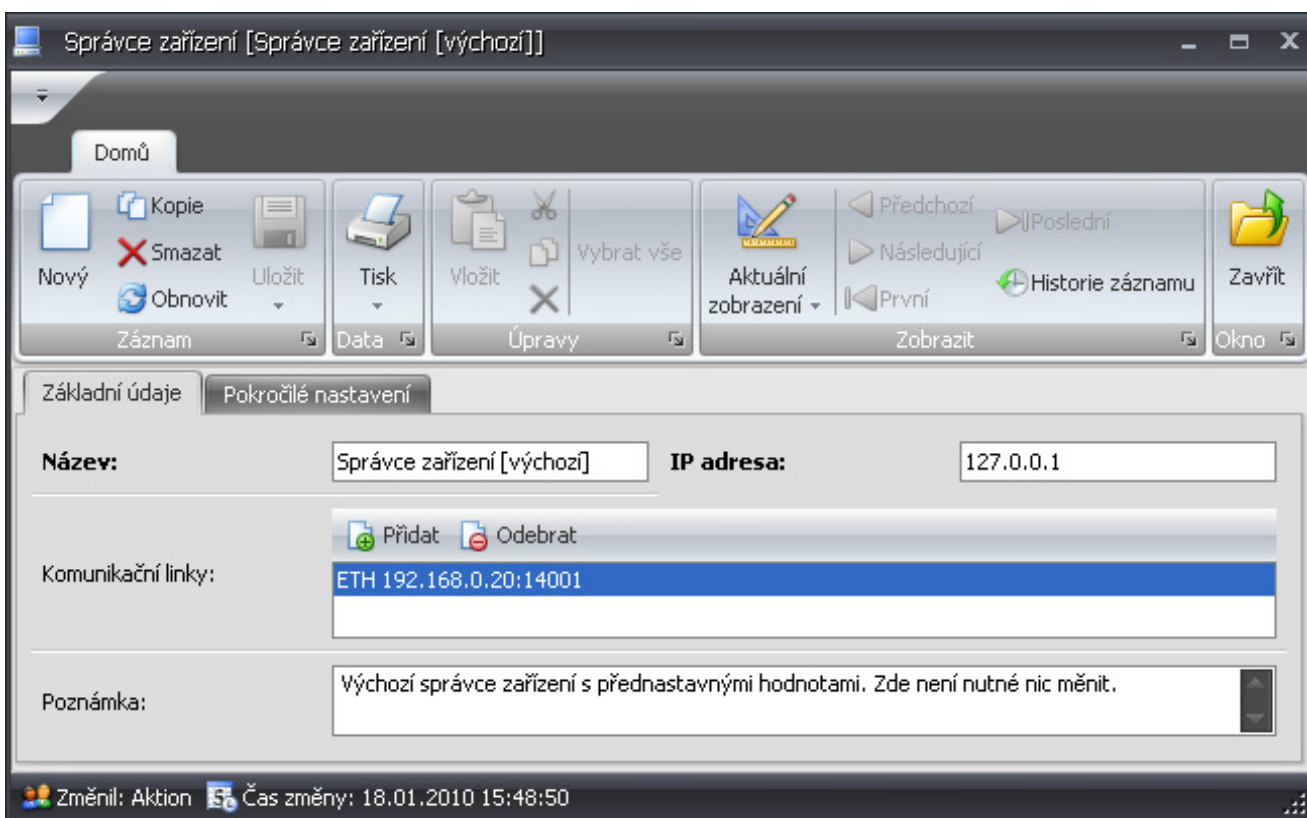 Správce zařízení [Správce zařízení [výchozí]]
Domů
Nový
Kopie
Smazat
Obnovit
Uložit
Záznam
Tisk
Data
Vložit
Vybrat vše
Úpravy
Aktuální
zobrazení
Předchozí
Následující
První
Poslední
Historie záznamu
Zobrazit
Zavřít
Okno
Základní údaje
Pokročilé nastavení
Název:
Správce zařízení [výchozí]
IP adresa:
127.0.0.1
Přidat
Odebrat
Komunikační linky:
ETH 192.168.0.20:14001
Poznámka:
Výchozí správce zařízení s přednastavnými hodnotami. Zde není nutné nic měnit.
Změnil: Aktion
Čas změny: 18.01.2010 15:48:50